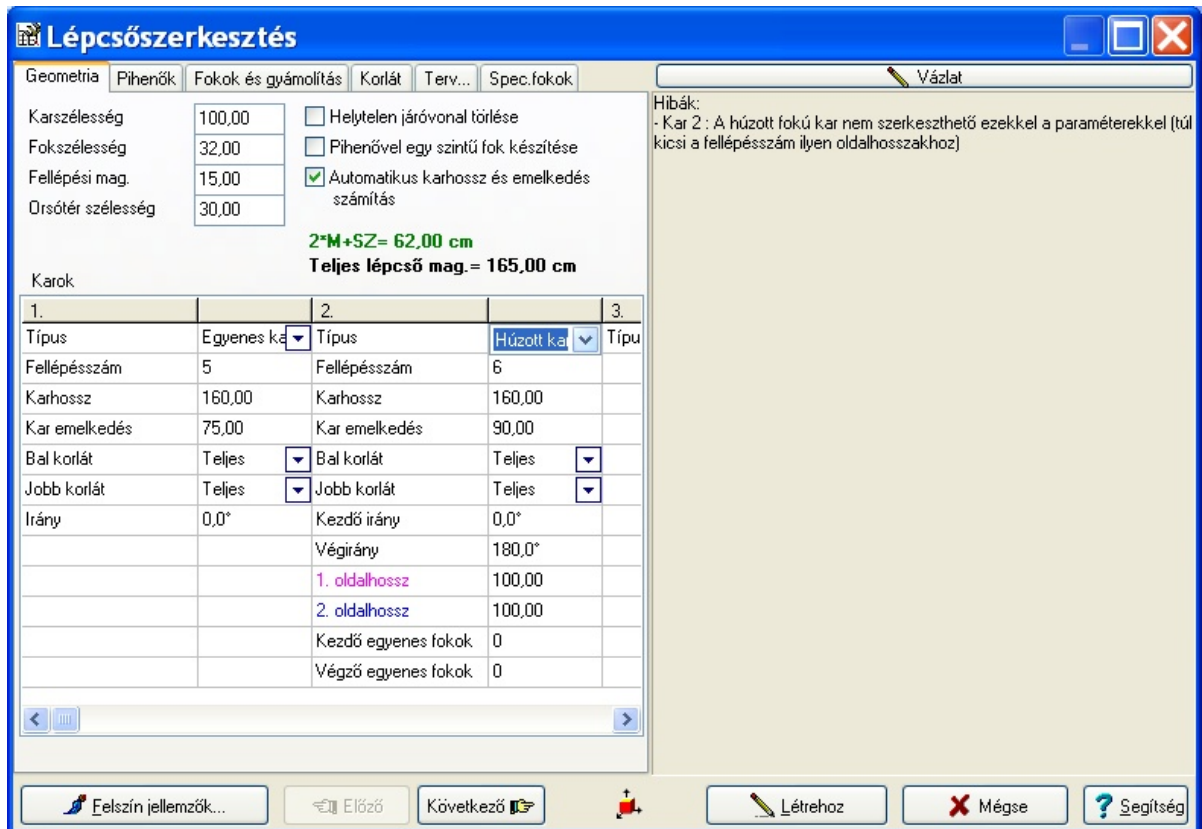 Lépcsőszerkesztés
Geometria Pihenők Fokok és gyámolítás Korlát Terv... Spec.fokok
Vázlat
Karszélesség 100,00
Fokszélesség 32,00
Fellépési mag. 15,00
Orsótér szélesség 30,00
Helytelen járóvonal törlése
Pihenővel egy szintű fok készítése
Automatikus karhossz és emelkedés
számítás
2*M+SZ= 62,00 cm
Teljes lépcső mag.= 165,00 cm
Hibák:
- Kar 2 : A húzott fokú kar nem szerkeszthető ezekkel a paraméterekkel (túl
kicsi a fellépésszám ilyen oldalhosszakhoz)
Karok
1. 2. 3.
Típus Egyenes ka Típus Húzott kar Típu
Fellépésszám 5 Fellépésszám 6
Karhossz 160,00 Karhossz 160,00
Kar emelkedés 75,00 Kar emelkedés 90,00
Bal korlát Teljes Bal korlát Teljes
Jobb korlát Teljes Jobb korlát Teljes
Irány 0,0° Kezdő irány 0,0°
Végirány 180,0°
1. oldalhossz 100,00
2. oldalhossz 100,00
Kezdő egyenes fokok 0
Végző egyenes fokok 0
Felszín jellemzők... Előző Következő Létrehoz Mégse Segítség